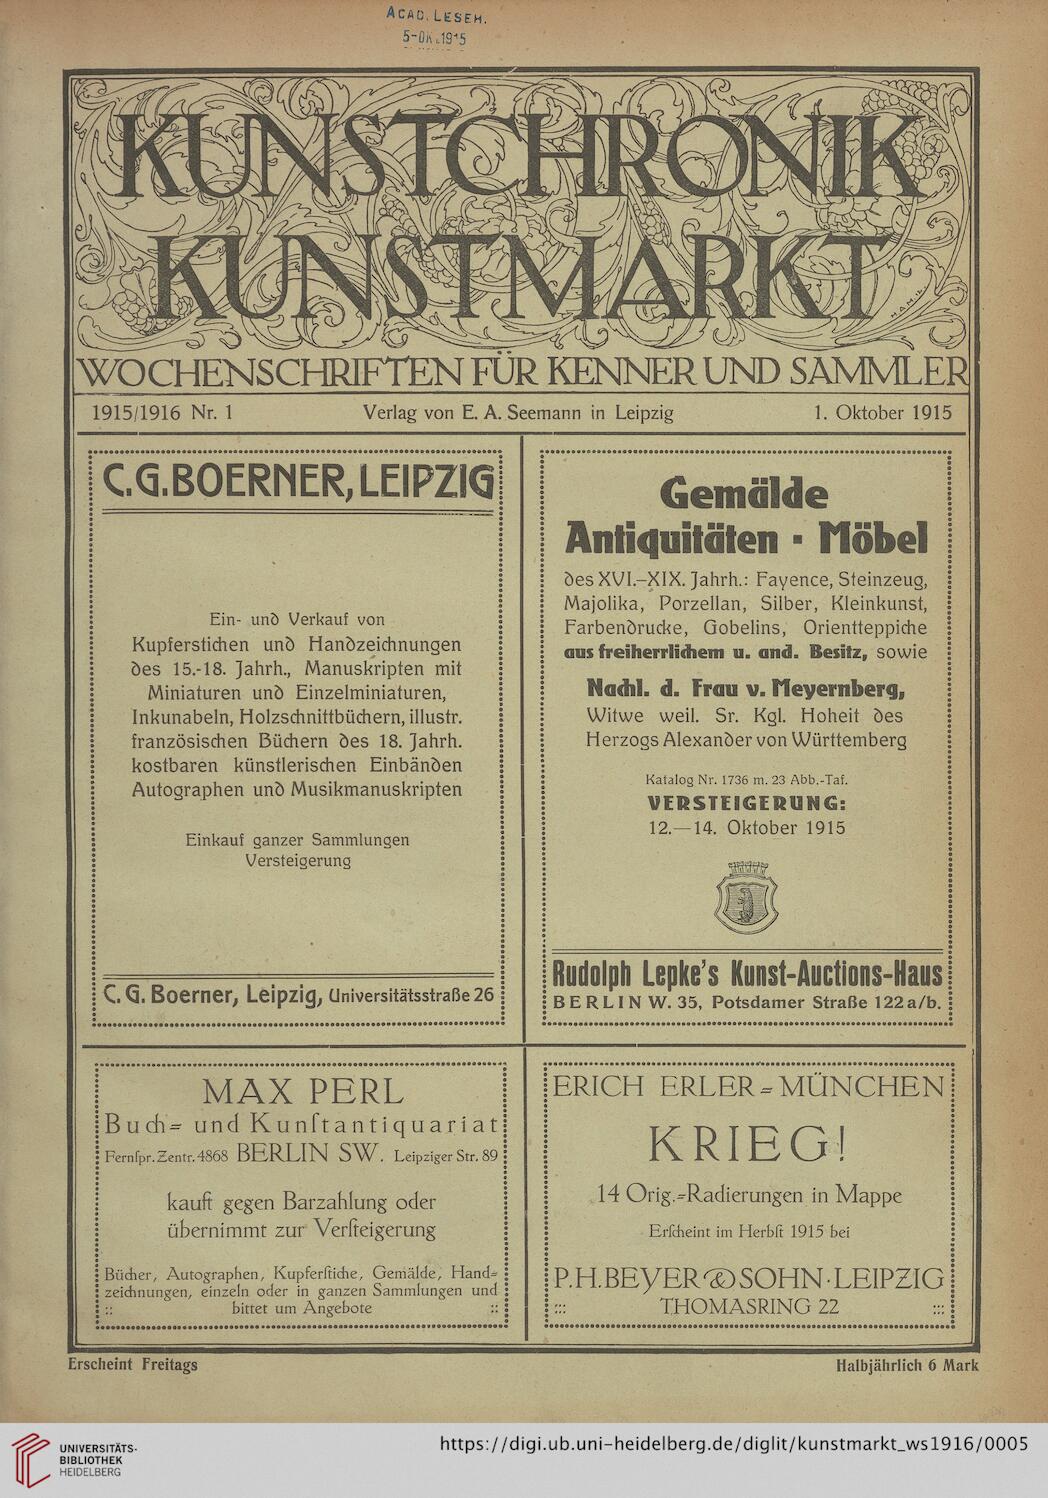 ACAD. LESEH.
KUNSTCHRONIK
KUNSTMARKT
WOCHENSCHRIFTEN FÜR KENNER UND SAMMLER
1915/1916 Nr. 1 Verlag von E. A. Seemann in Leipzig 1. Oktober 1915
C.G.BOERNER, LEIPZIG
Ein- und Verkauf von
Kupferstichen und Handzeichnungen
des 15.-18. Jahrh., Manuskripten mit
Miniaturen und Einzelminiaturen,
Inkunabeln, Holzschnittbüchern, illustr.
französischen Büchern des 18. Jahrh.
kostbaren künstlerischen Einbänden
Autographen und Musikmanuskripten
Einkauf ganzer Sammlungen
Versteigerung
C. G. Boerner, Leipzig, Universitätsstraße 26
Gemälde
Antiquitäten ▪ Möbel
des XVI.–XIX. Jahrh.: Fayence, Steinzeug,
Majolika, Porzellan, Silber, Kleinkunst,
Farbendrucke, Gobelins, Orientteppiche
aus freiherrlichem u. and. Besitz, sowie
Nachl. d. Frau v. Meyernberg,
Witwe weil. Sr. Kgl. Hoheit des
Herzogs Alexander von Württemberg
Katalog Nr. 1736 m. 23 Abb.-Taf.
VERSTEIGERUNG:
12.—14. Oktober 1915
Rudolph Lepke's Kunst-Auctions-Haus
BERLIN W. 35, Potsdamer Straße 122 a/b.
MAX PERL
Buch= und Kunſtantiquariat
Fernſpr. Zentr. 4868 BERLIN SW. Leipziger Str. 89
kauft gegen Barzahlung oder
übernimmt zur Verſteigerung
Bücher, Autographen, Kupferſtiche, Gemälde, Hand=
zeichnungen, einzeln oder in ganzen Sammlungen und
:: bittet um Angebote ::
ERICH ERLER=MÜNCHEN
KRIEG!
14 Orig.=Radierungen in Mappe
Erſcheint im Herbſt 1915 bei
P.H.BEYER & SOHN·LEIPZIG
::: THOMASRING 22 :::
Erscheint Freitags Halbjährlich 6 Mark
UNIVERSITÄTS-
BIBLIOTHEK
HEIDELBERG
https://digi.ub.uni-heidelberg.de/diglit/kunstmarkt_ws1916/0005